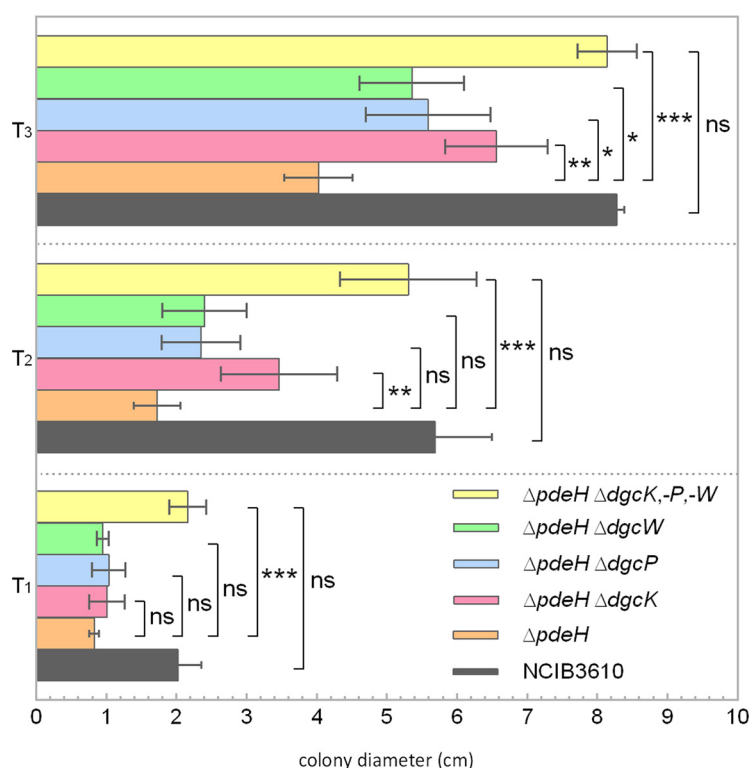 T3
***
ns
*
*
**
T2
***
ns
ns
ns
**
ΔpdeH ΔdgcK,-P,-W
ΔpdeH ΔdgcW
ΔpdeH ΔdgcP
ΔpdeH ΔdgcK
ΔpdeH
NCIB3610
T1
***
ns
ns
ns
ns
0 1 2 3 4 5 6 7 8 9 10
colony diameter (cm)